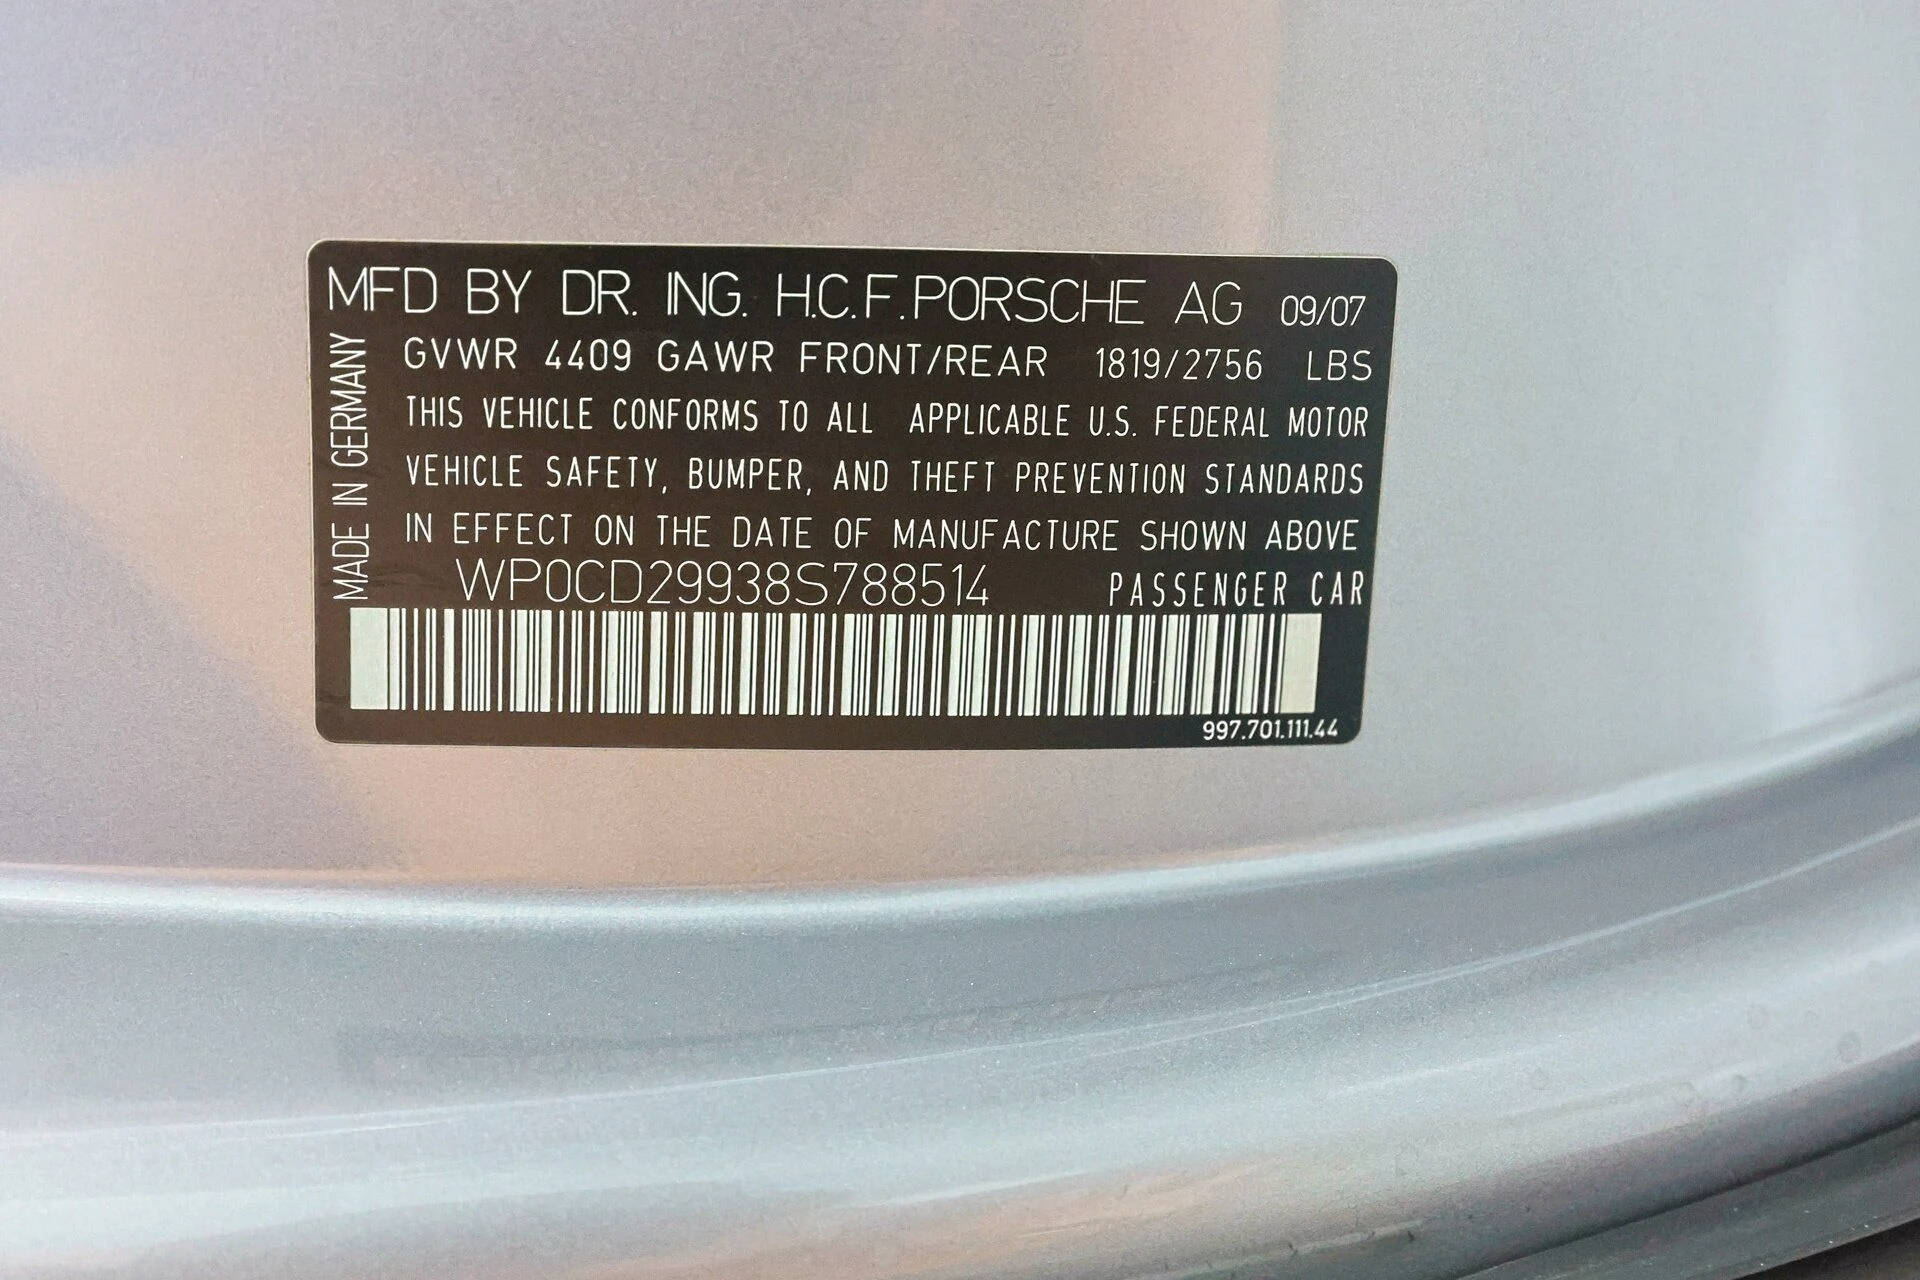 MFD BY DR. ING. H.C.F. PORSCHE AG 09/07
GVWR 4409 GAWR FRONT/REAR 1819/2756 LBS
THIS VEHICLE CONFORMS TO ALL APPLICABLE U.S. FEDERAL MOTOR
VEHICLE SAFETY, BUMPER, AND THEFT PREVENTION STANDARDS
IN EFFECT ON THE DATE OF MANUFACTURE SHOWN ABOVE
WP0CD29938S788514 PASSENGER CAR
997.701.111.44
MADE IN GERMANY